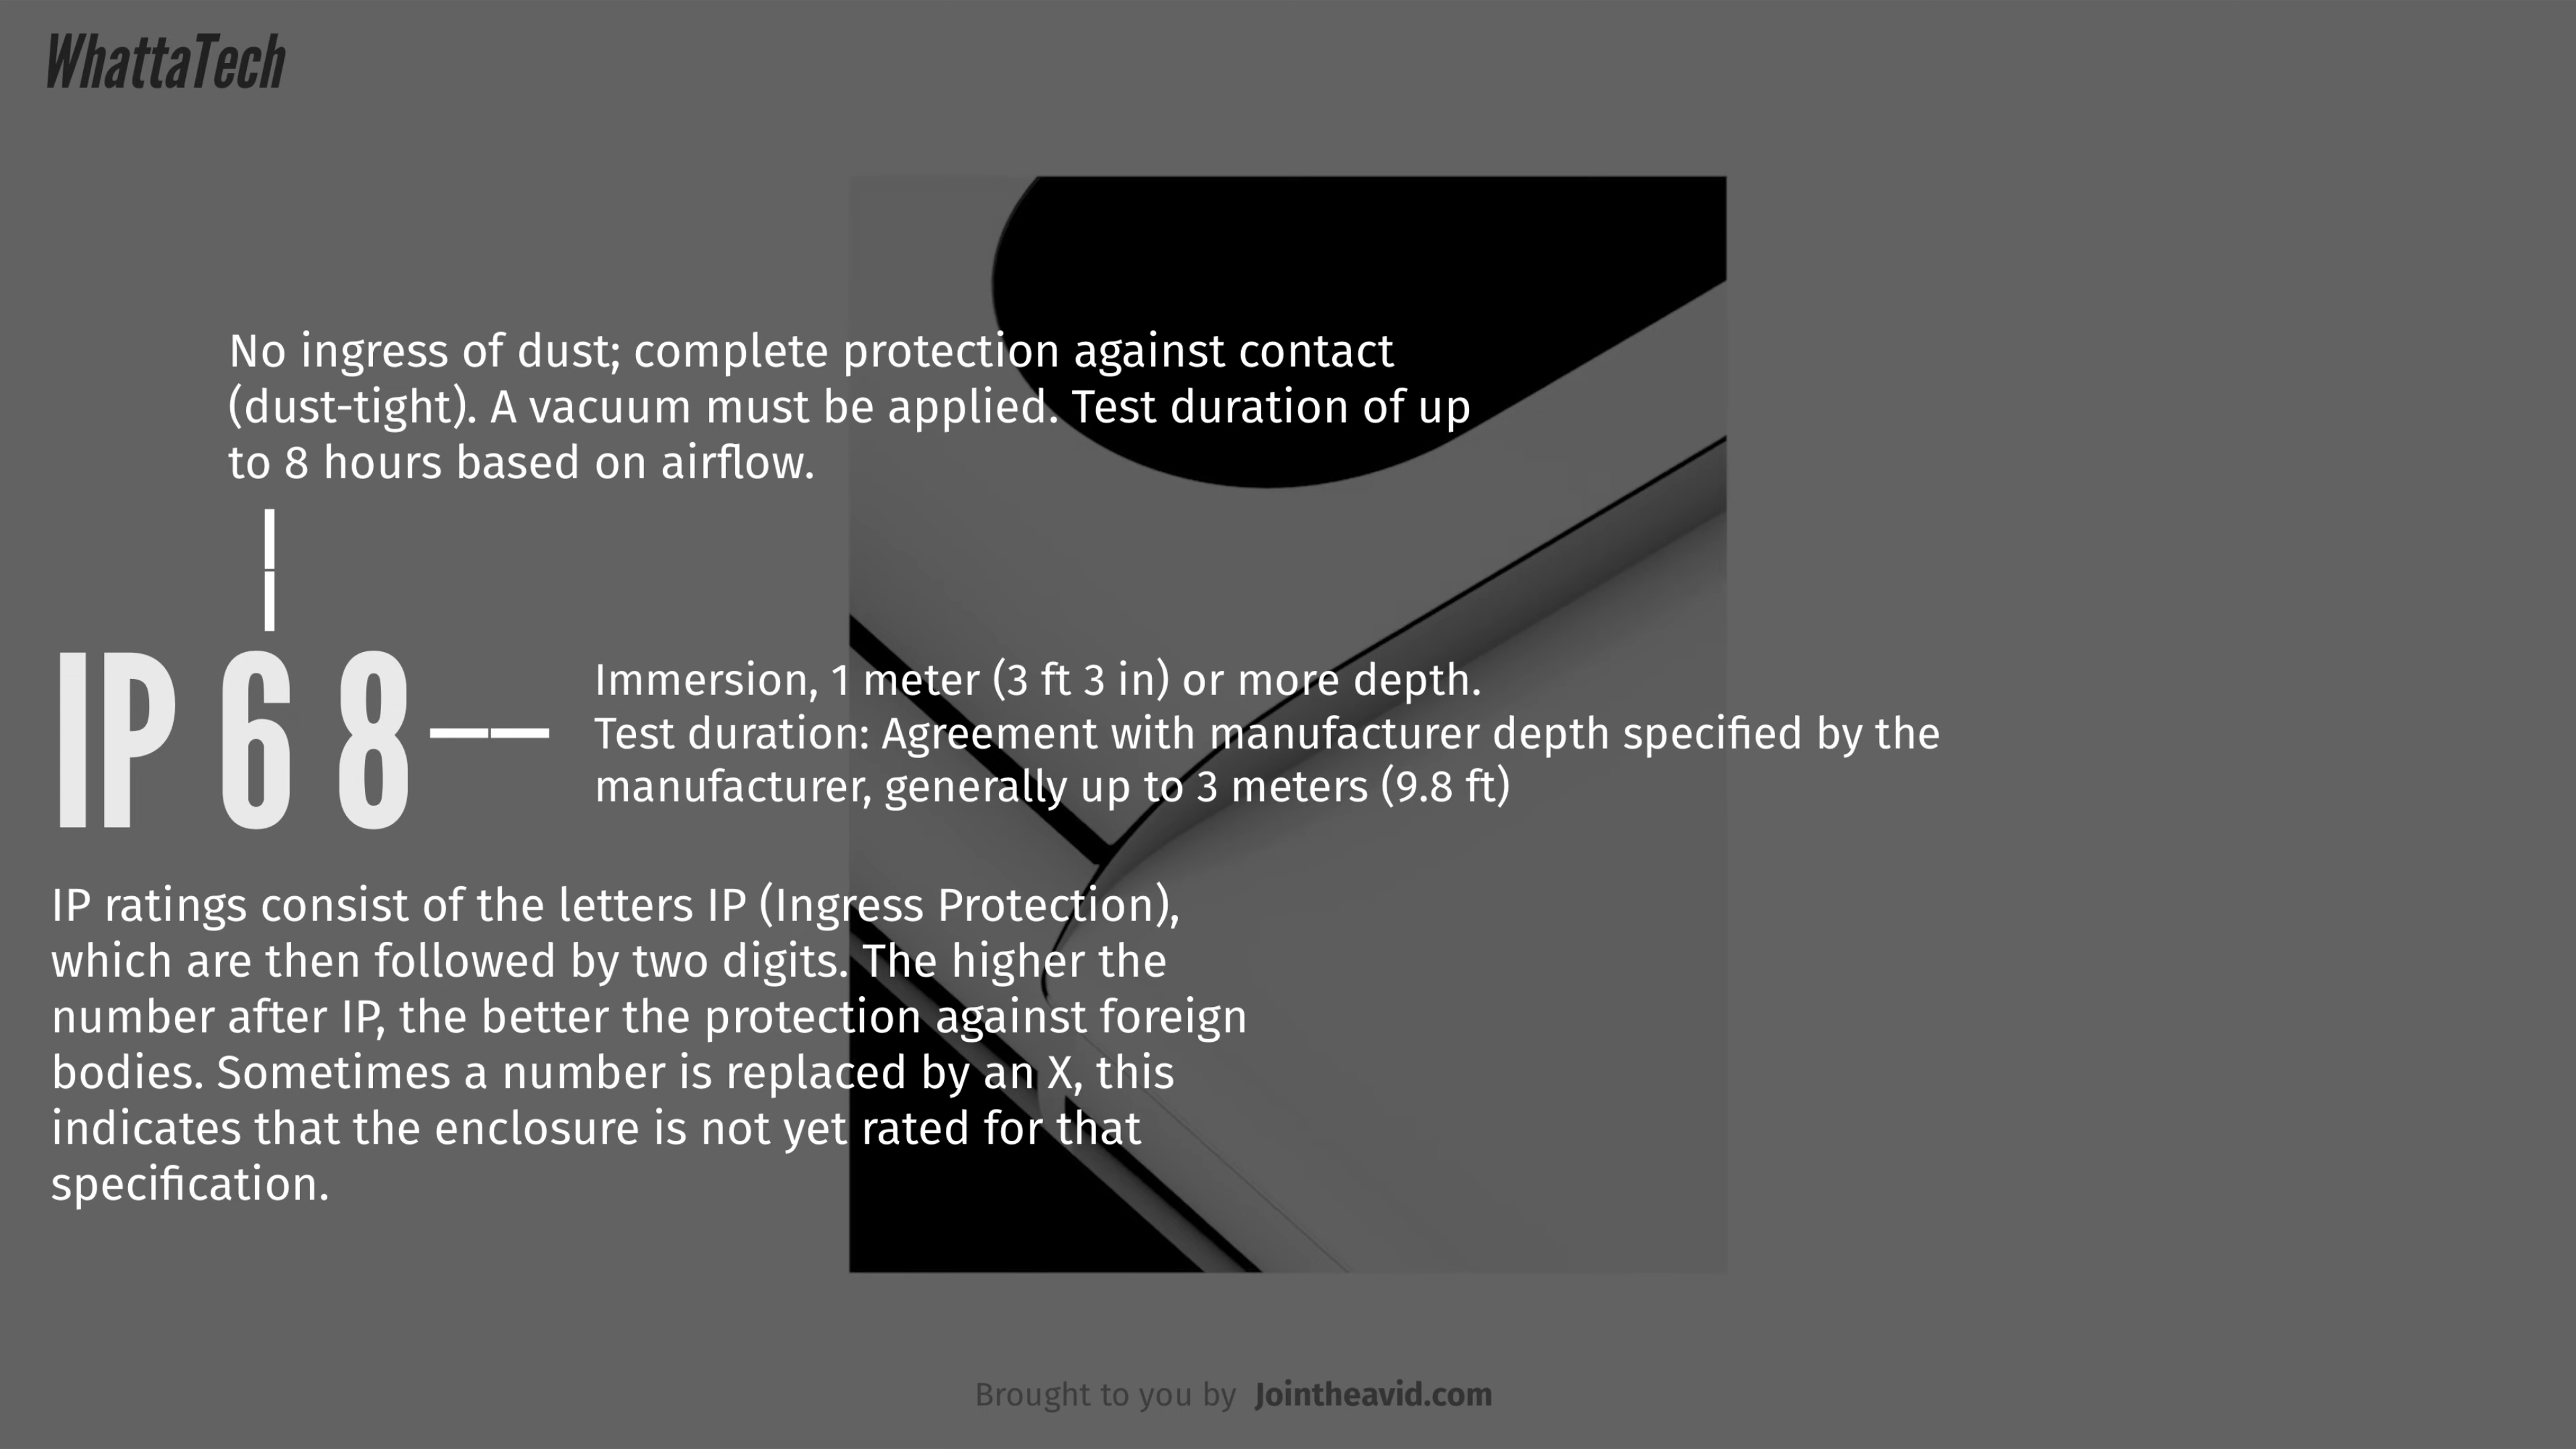 WhattaTech
No ingress of dust; complete protection against contact
(dust-tight). A vacuum must be applied. Test duration of up
to 8 hours based on airflow.
IP 6 8
Immersion, 1 meter (3 ft 3 in) or more depth.
Test duration: Agreement with manufacturer depth specified by the
manufacturer, generally up to 3 meters (9.8 ft)
IP ratings consist of the letters IP (Ingress Protection),
which are then followed by two digits. The higher the
number after IP, the better the protection against foreign
bodies. Sometimes a number is replaced by an X, this
indicates that the enclosure is not yet rated for that
specification.
Brought to you by Jointheavid.com